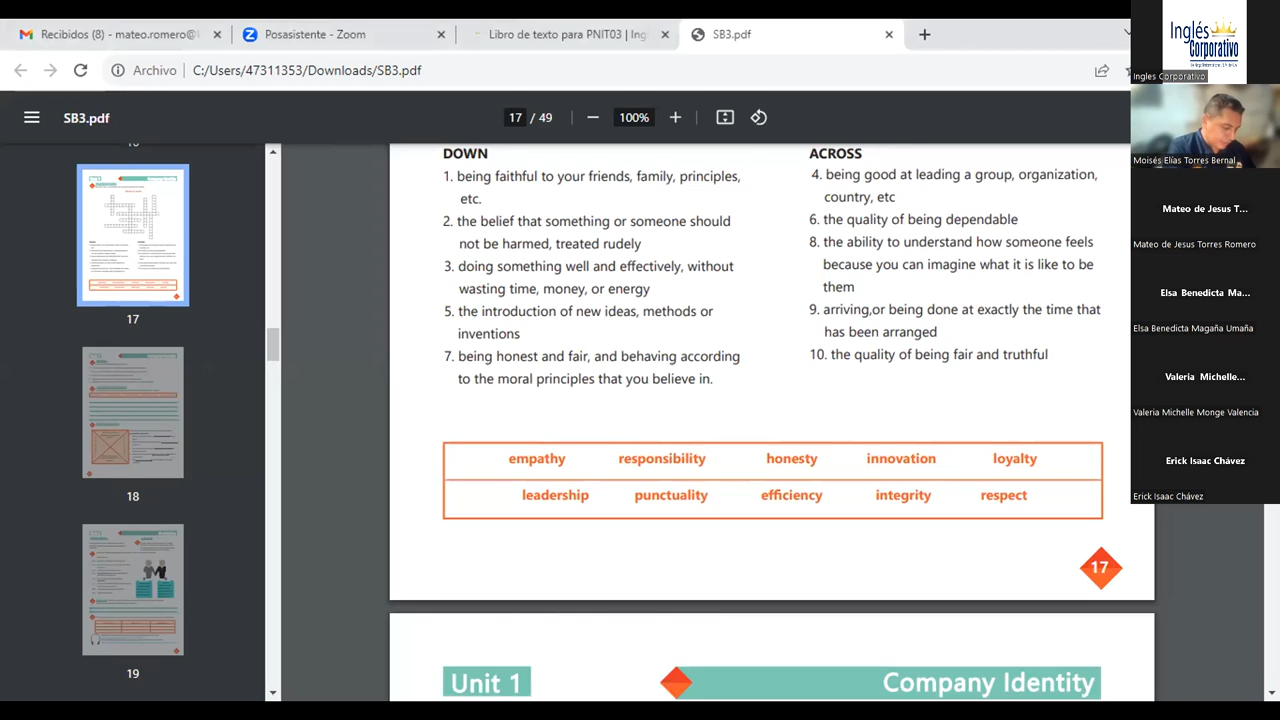 Recibidos (8) - mateo.romero@
Posasistente - Zoom
Libro de texto para PNIT03 | Ing
SB3.pdf
Archivo
C:/Users/47311353/Downloads/SB3.pdf
SB3.pdf
17 / 49
100%
17
18
19
DOWN
1. being faithful to your friends, family, principles,
etc.
2. the belief that something or someone should
not be harmed, treated rudely
3. doing something well and effectively, without
wasting time, money, or energy
5. the introduction of new ideas, methods or
inventions
7. being honest and fair, and behaving according
to the moral principles that you believe in.
ACROSS
4. being good at leading a group, organization,
country, etc
6. the quality of being dependable
8. the ability to understand how someone feels
because you can imagine what it is like to be
them
9. arriving,or being done at exactly the time that
has been arranged
10. the quality of being fair and truthful
empathy responsibility honesty innovation loyalty
leadership punctuality efficiency integrity respect
17
Unit 1
Company Identity
Inglés
Corporativo
Ingles Corporativo
Moisés Elías Torres Bernal
Mateo de Jesus T...
Mateo de Jesus Torres Romero
Elsa Benedicta Ma...
Elsa Benedicta Magaña Umaña
Valeria Michelle...
Valeria Michelle Monge Valencia
Erick Isaac Chávez
Erick Isaac Chávez